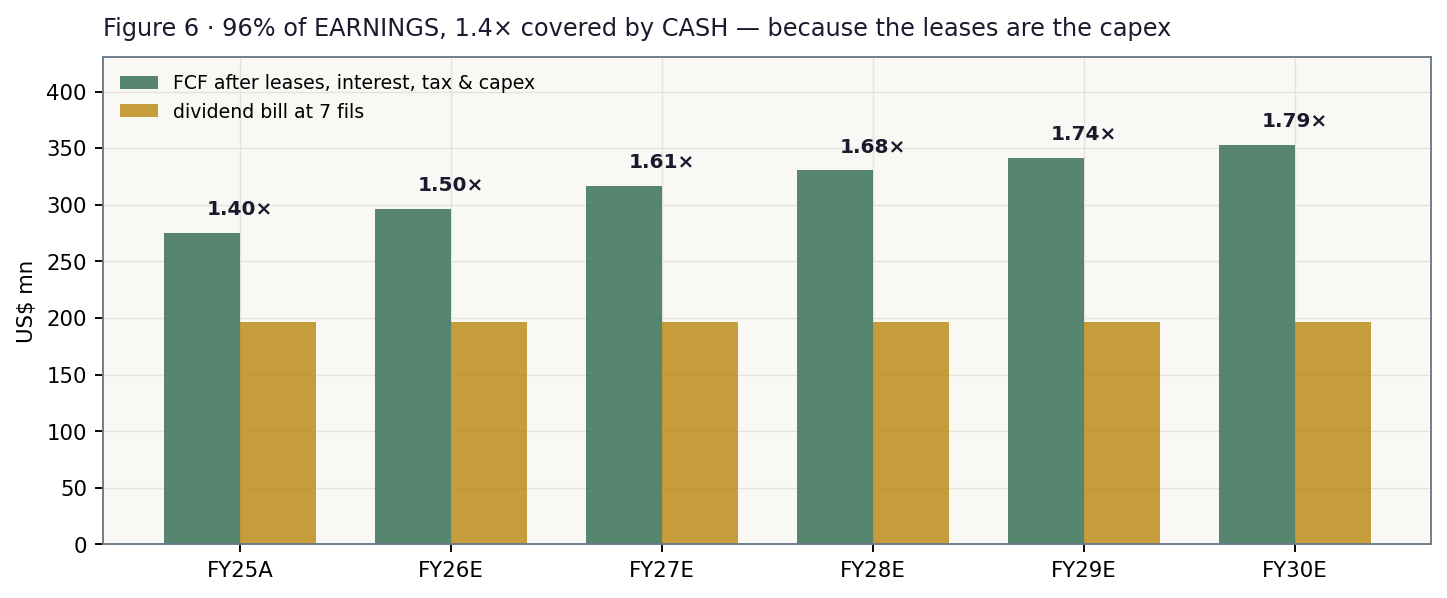 Figure 6 · 96% of EARNINGS, 1.4× covered by CASH — because the leases are the capex
FCF after leases, interest, tax & capex
dividend bill at 7 fils
US$ mn
400
350
300
250
200
150
100
50
0
1.40×
1.50×
1.61×
1.68×
1.74×
1.79×
FY25A
FY26E
FY27E
FY28E
FY29E
FY30E